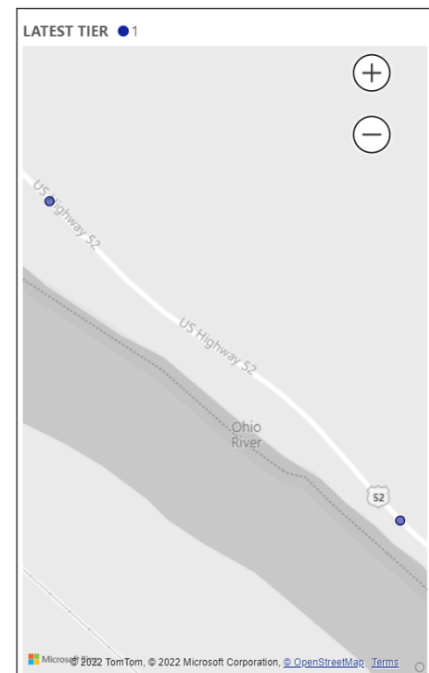 LATEST TIER 1
US Highway 52
US Highway 52
Ohio
River
52
© 2022 TomTom, © 2022 Microsoft Corporation, © OpenStreetMap Terms